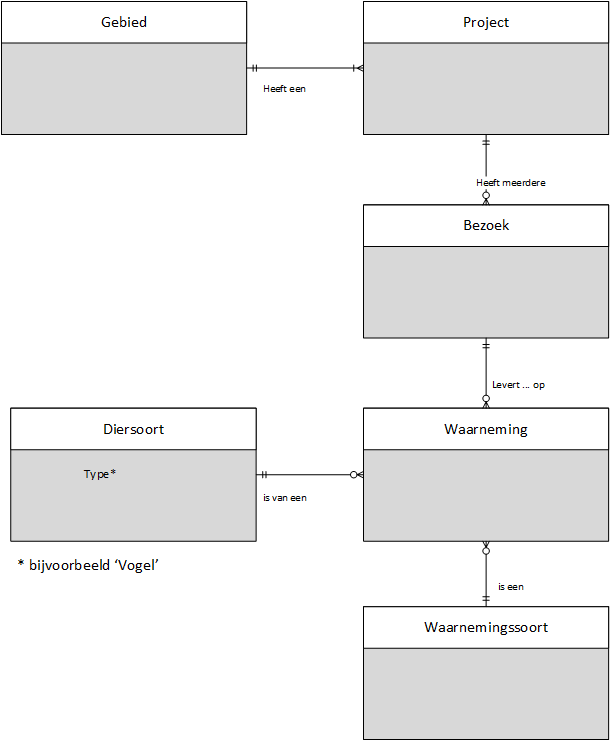 Gebied
Project
Heeft een
Heeft meerdere
Bezoek
Levert ... op
Diersoort
Waarneming
Type*
is van een
* bijvoorbeeld ‘Vogel’
is een
Waarnemingssoort